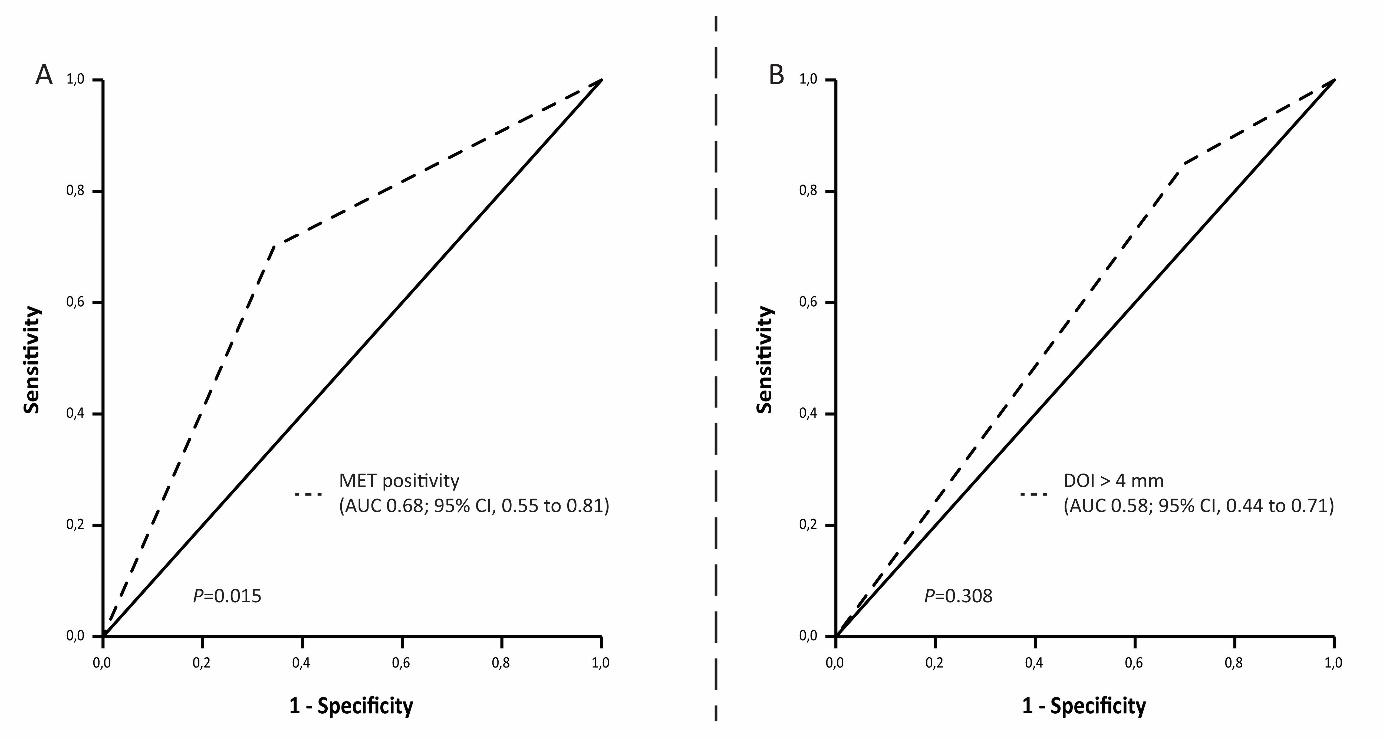 A
1,0
0,8
0,6
0,4
0,2
0,0
Sensitivity
MET positivity
(AUC 0.68; 95% CI, 0.55 to 0.81)
P=0.015
0,0 0,2 0,4 0,6 0,8 1,0
1 - Specificity
B
1,0
0,8
0,6
0,4
0,2
0,0
Sensitivity
DOI > 4 mm
(AUC 0.58; 95% CI, 0.44 to 0.71)
P=0.308
0,0 0,2 0,4 0,6 0,8 1,0
1 - Specificity